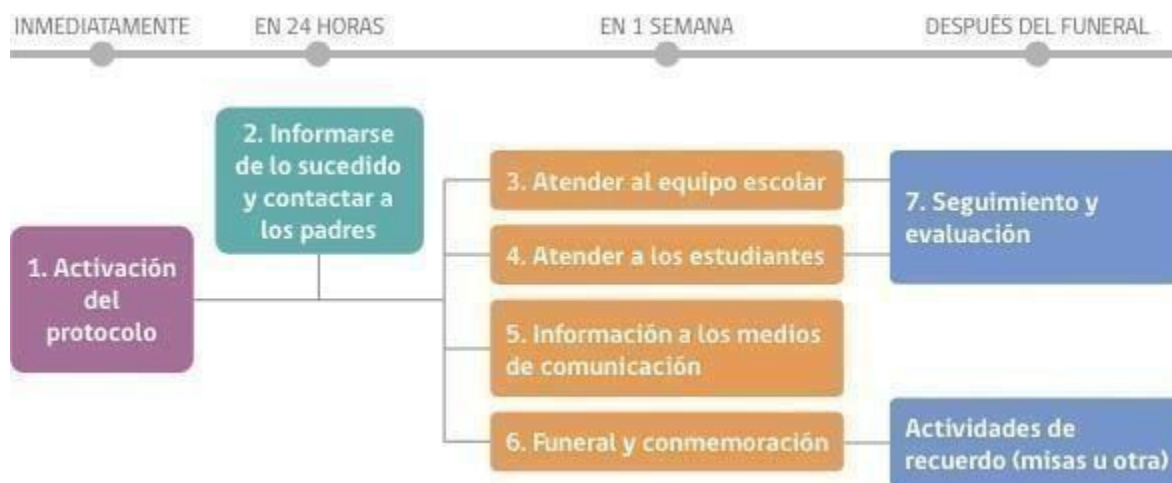 INMEDIATAMENTE
EN 24 HORAS
EN 1 SEMANA
DESPUÉS DEL FUNERAL
1. Activación
del
protocolo
2. Informarse
de lo sucedido
y contactar a
los padres
3. Atender al equipo escolar
4. Atender a los estudiantes
5. Información a los medios
de comunicación
6. Funeral y conmemoración
7. Seguimiento y
evaluación
Actividades de
recuerdo (misas u otra)